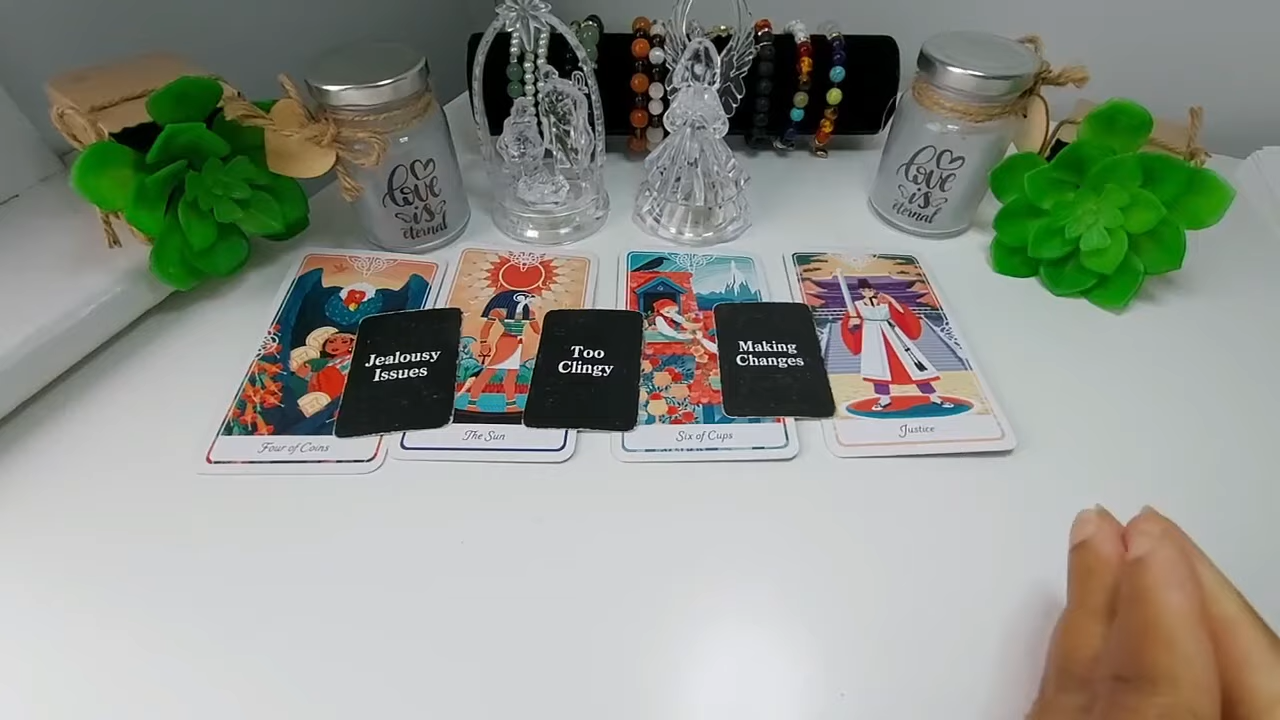 love
is
eternal
love
is
eternal
Jealousy
Issues
Too
Clingy
Making
Changes
Four of Coins
The Sun
Six of Cups
Justice